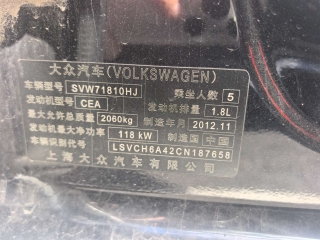 大众汽车(VOLKSWAGEN)
车辆型号 SVW71810HJ 乘坐人数 5
发动机型号 CEA 发动机排量 1.8L
最大允许总质量 2060kg 制造年月 2012.11
发动机最大净功率 118 kW 制造国 中国
车辆识别代号 LSVCH6A42CN187658
上海大众汽车有限公司